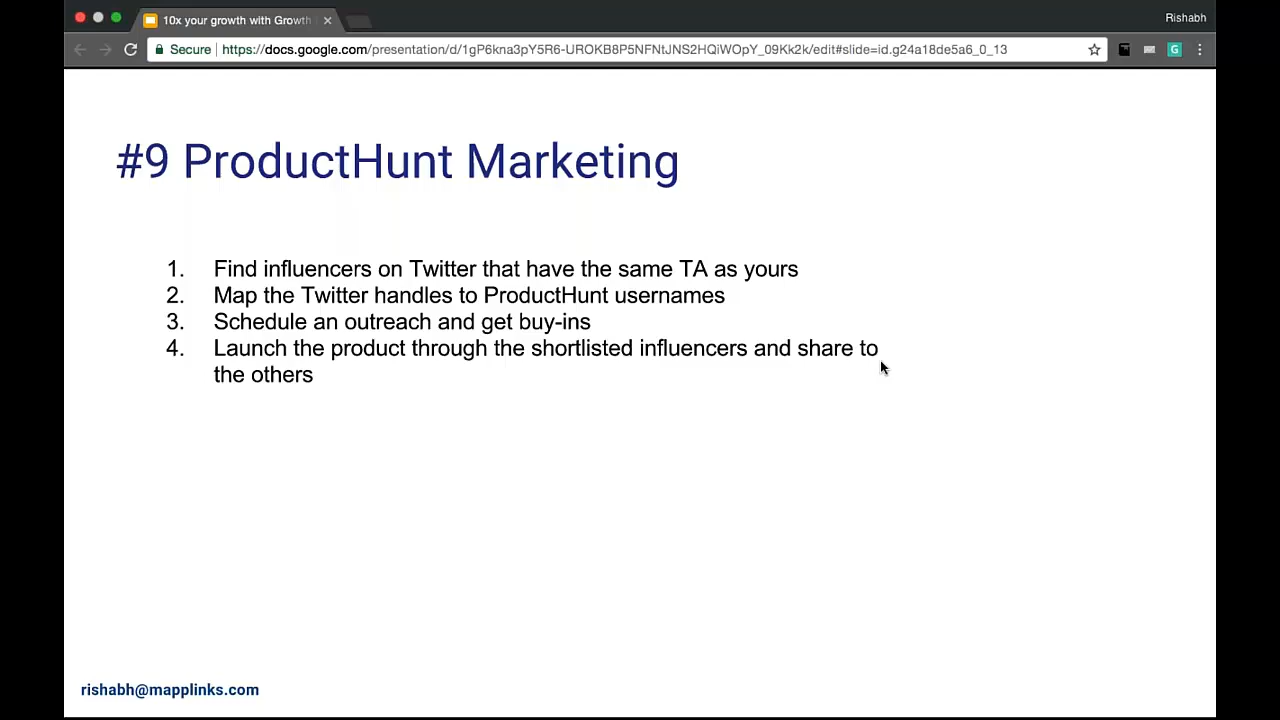 10x your growth with Growth
Rishabh
Secure
https://docs.google.com/presentation/d/1gP6kna3pY5R6-UROKB8P5NFNtJNS2HQiWOpY_09Kk2k/edit#slide=id.g24a18de5a6_0_13
G
#9 ProductHunt Marketing
1. Find influencers on Twitter that have the same TA as yours
2. Map the Twitter handles to ProductHunt usernames
3. Schedule an outreach and get buy-ins
4. Launch the product through the shortlisted influencers and share to
the others
rishabh@mapplinks.com